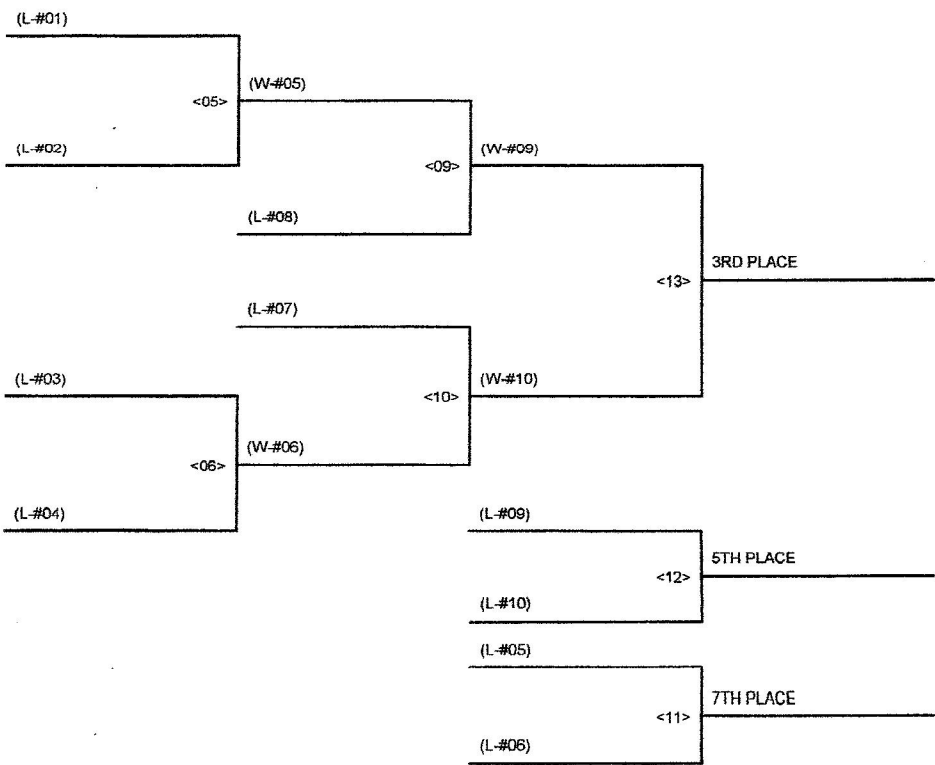 (L-#01)
(W-#05)
<05>
(L-#02)
(W-#09)
<09>
(L-#08)
3RD PLACE
<13>
(L-#07)
(L-#03)
(W-#10)
<10>
(W-#06)
<06>
(L-#04)
(L-#09)
5TH PLACE
<12>
(L-#10)
(L-#05)
7TH PLACE
<11>
(L-#06)